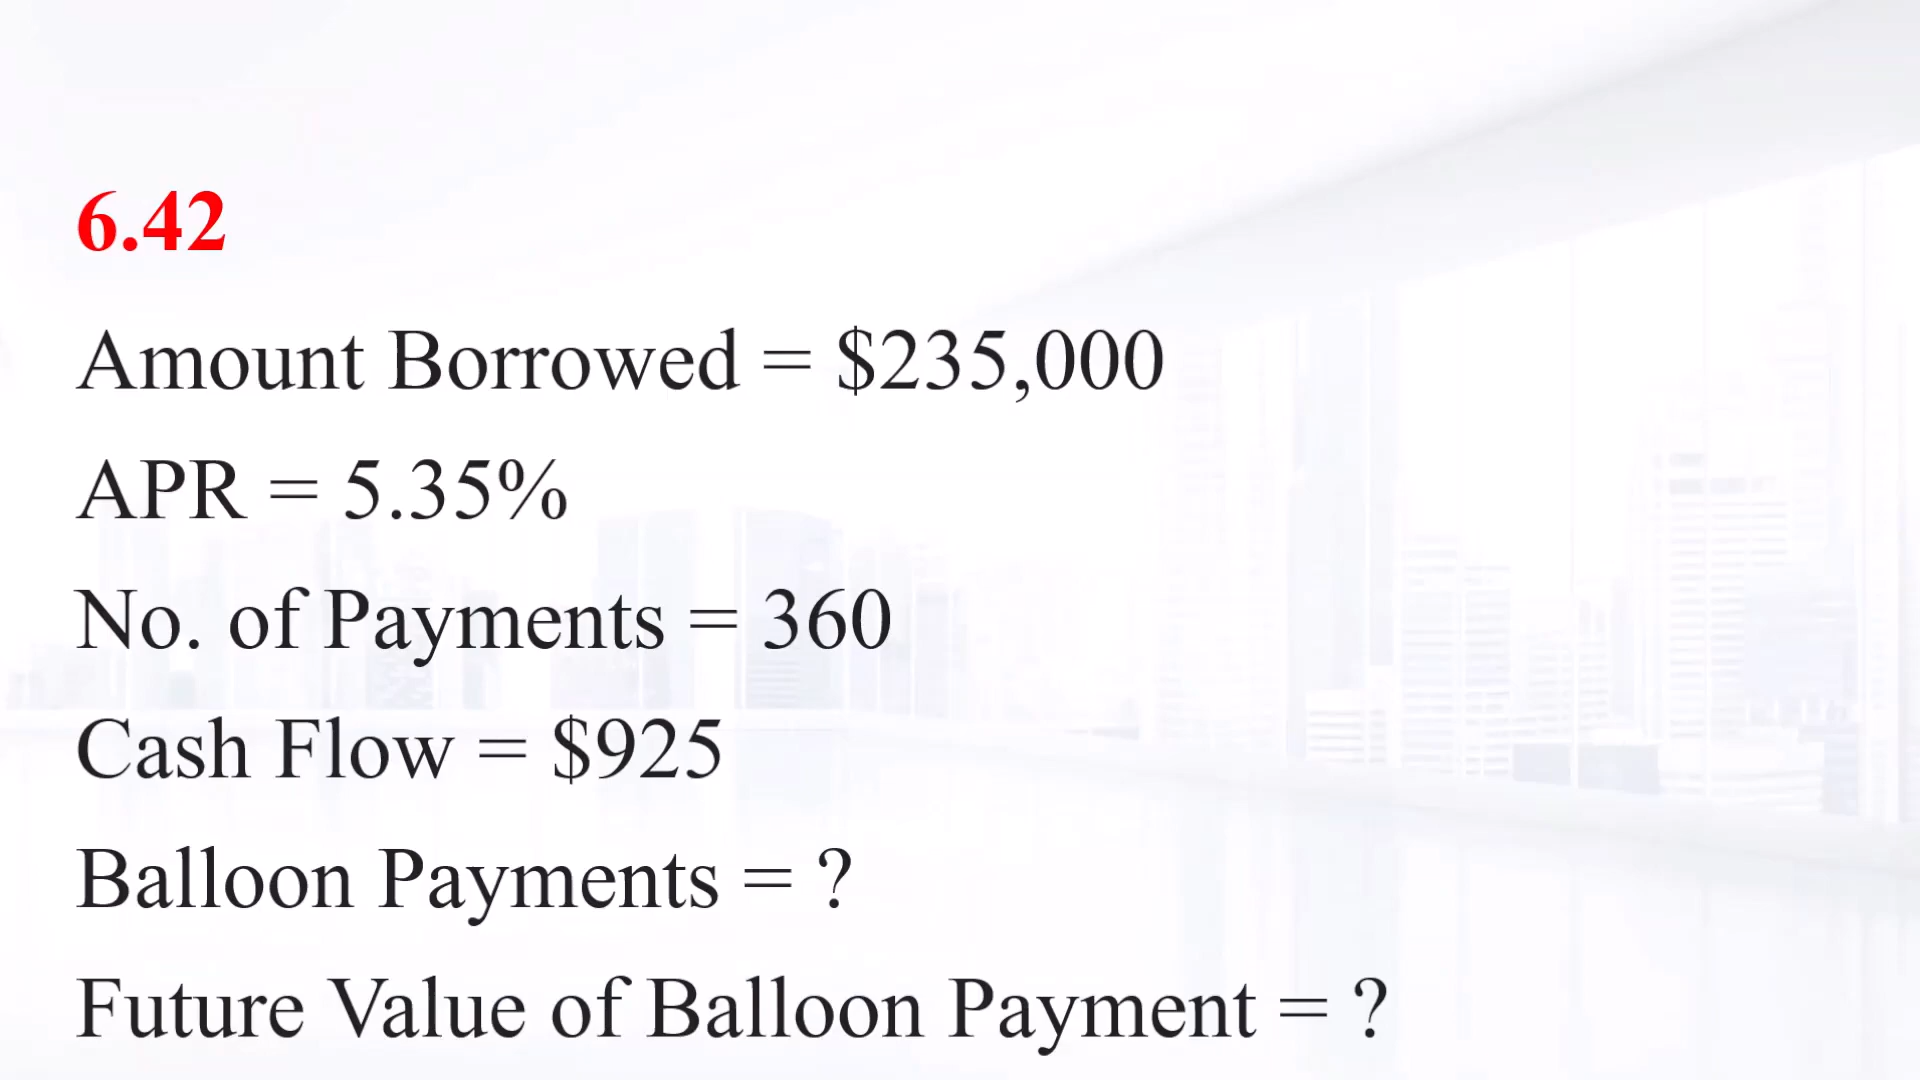 6.42
Amount Borrowed = $235,000
APR = 5.35%
No. of Payments = 360
Cash Flow = $925
Balloon Payments = ?
Future Value of Balloon Payment = ?